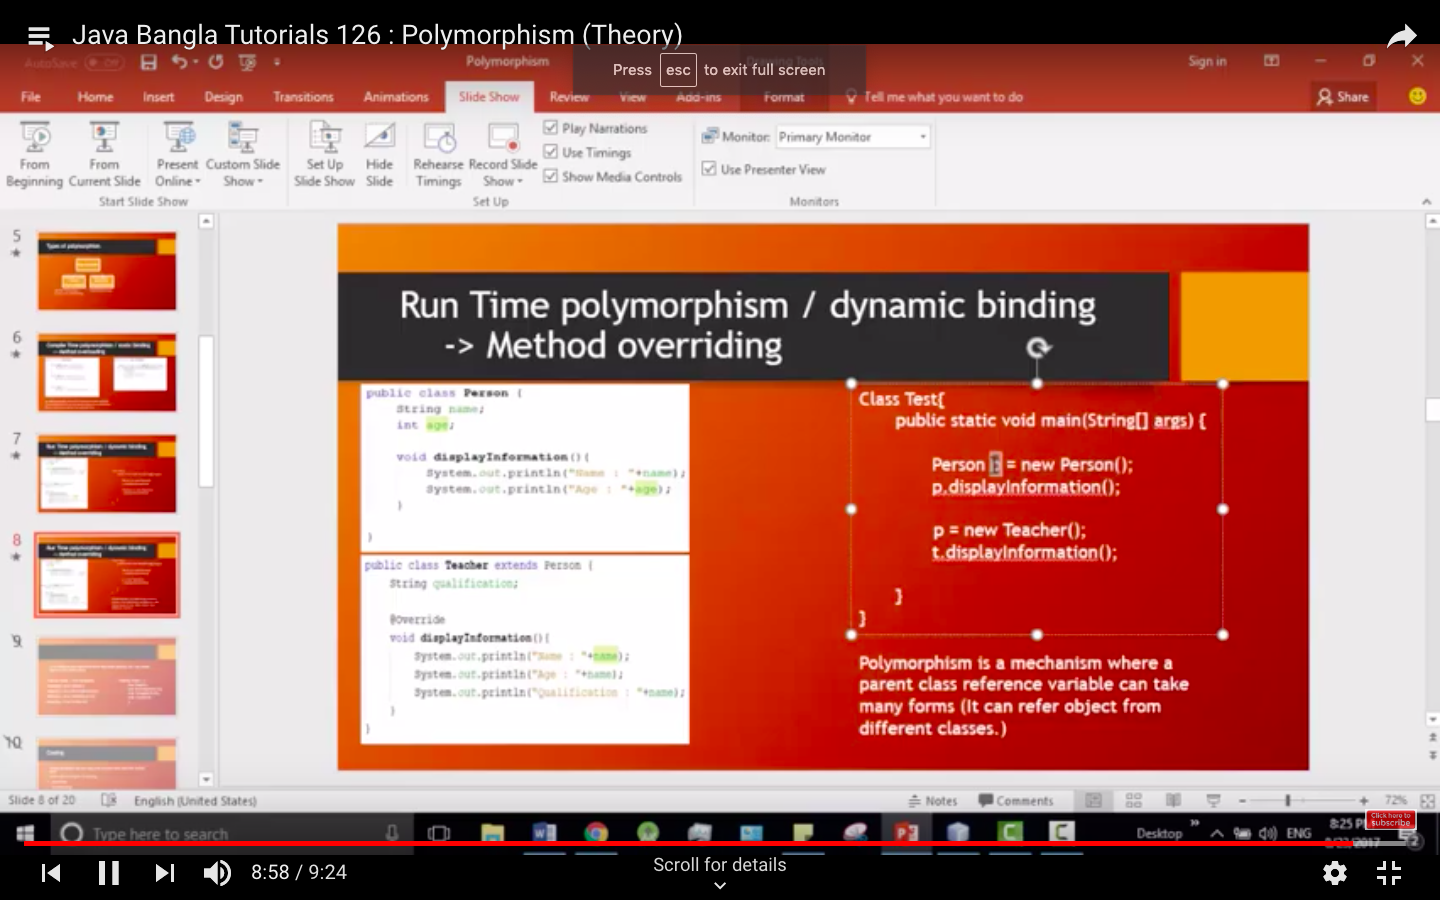 Java Bangla Tutorials 126 : Polymorphism (Theory)
AutoSave Off
Polymorphism
Press esc to exit full screen
Sign in
File Home Insert Design Transitions Animations Slide Show Review View Add-ins Format Tell me what you want to do Share
From Beginning
From Current Slide
Present Online
Custom Slide Show
Start Slide Show
Set Up Slide Show
Hide Slide
Rehearse Timings
Record Slide Show
Play Narrations
Use Timings
Show Media Controls
Set Up
Monitor: Primary Monitor
Use Presenter View
Monitors
5
Types of polymorphism
6
7
8
9
10
Casting
Run Time polymorphism / dynamic binding
-> Method overriding
public class Person {
String name;
int age;
void displayInformation(){
System.out.println("Name : "+name);
System.out.println("Age : "+age);
}
}
public class Teacher extends Person {
String qualification;
@Override
void displayInformation(){
System.out.println("Name : "+name);
System.out.println("Age : "+name);
System.out.println("Qualification : "+name);
}
}
Class Test{
public static void main(String[] args) {
Person p = new Person();
p.displayInformation();
p = new Teacher();
t.displayInformation();
}
}
Polymorphism is a mechanism where a
parent class reference variable can take
many forms (It can refer object from
different classes.)
Slide 8 of 20 English (United States) Notes Comments 72%
Type here to search
Desktop ENG 8:25 PM
Click here to
subscribe
8:58 / 9:24
Scroll for details